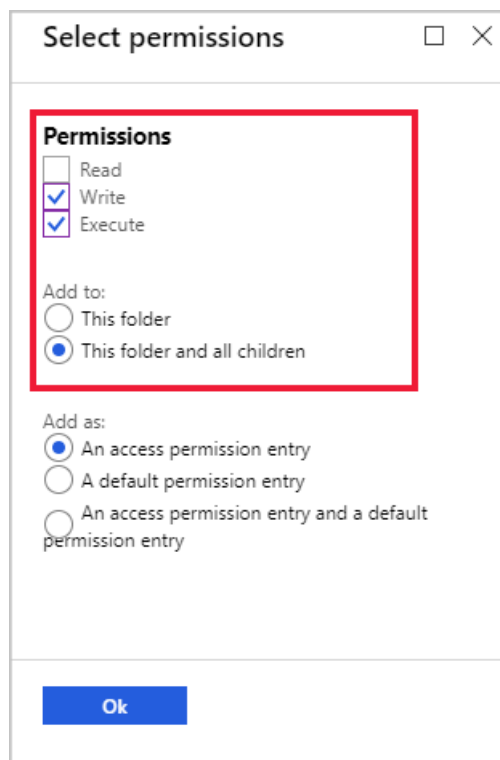 Select permissions
Permissions
Read
Write
Execute
Add to:
This folder
This folder and all children
Add as:
An access permission entry
A default permission entry
An access permission entry and a default
permission entry
Ok